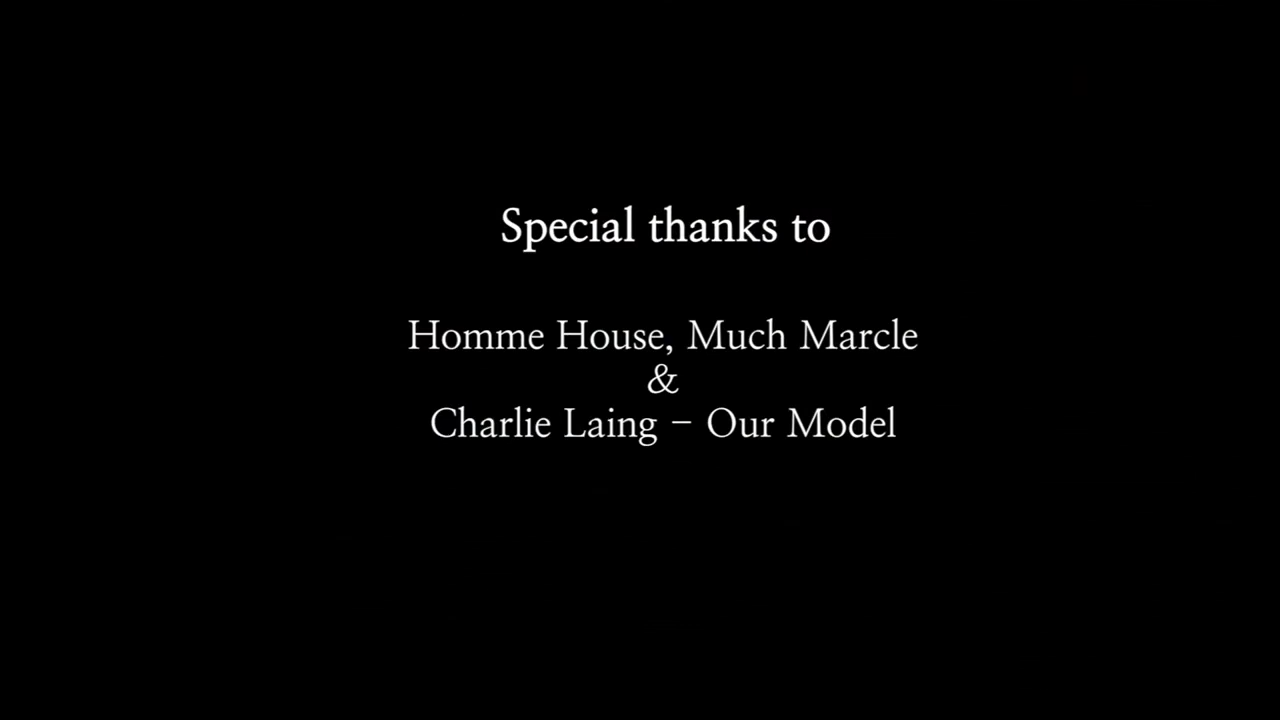 Special thanks to
Homme House, Much Marcle
&
Charlie Laing - Our Model